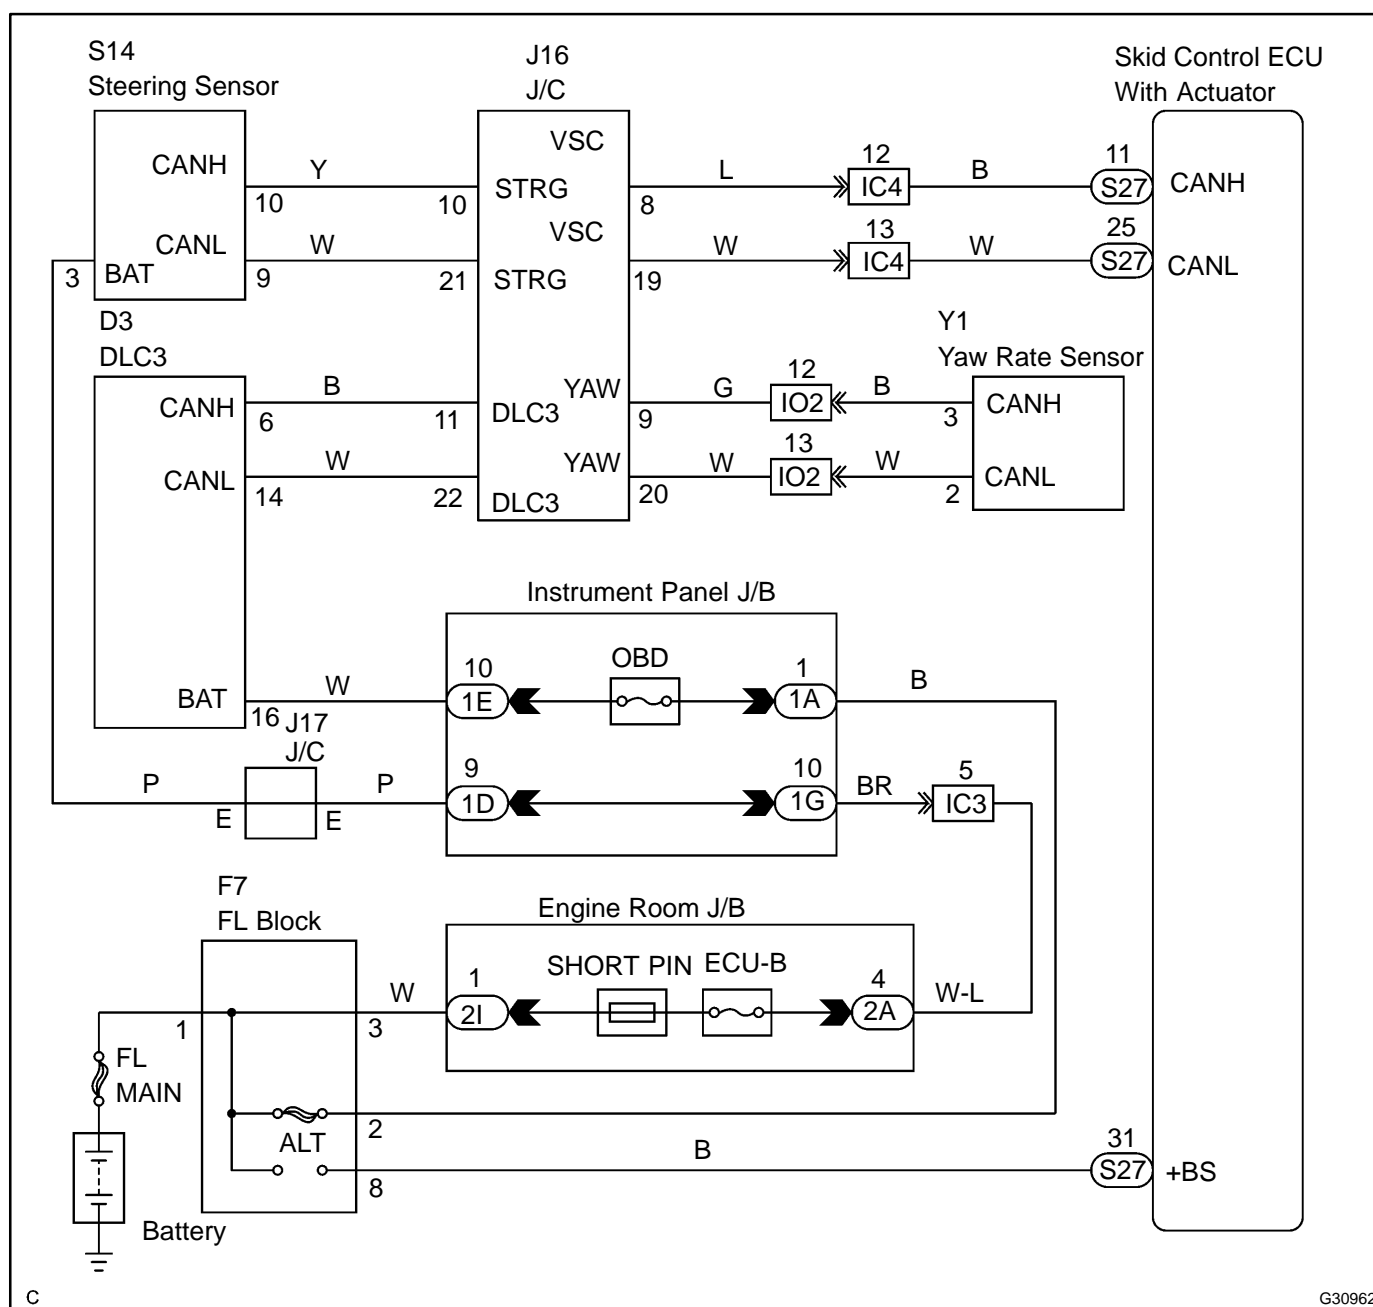 S14
Steering Sensor
J16
J/C
Skid Control ECU
With Actuator
CANH
10
Y
10
STRG
VSC
8
L
12
IC4
B
11
S27
CANH
CANL
9
W
21
STRG
VSC
19
W
13
IC4
W
25
S27
CANL
3
BAT
D3
DLC3
CANH
6
B
11
DLC3
YAW
9
G
12
IO2
B
3
CANH
Y1
Yaw Rate Sensor
CANL
14
W
22
DLC3
YAW
20
W
13
IO2
W
2
CANL
Instrument Panel J/B
BAT
16
W
10
1E
OBD
1
1A
B
J17
J/C
P
E
E
P
9
1D
10
1G
BR
5
IC3
F7
FL Block
Engine Room J/B
1
3
W
1
2I
SHORT PIN
ECU-B
4
2A
W-L
FL
MAIN
ALT
2
8
B
31
S27
+BS
Battery
C
G30962